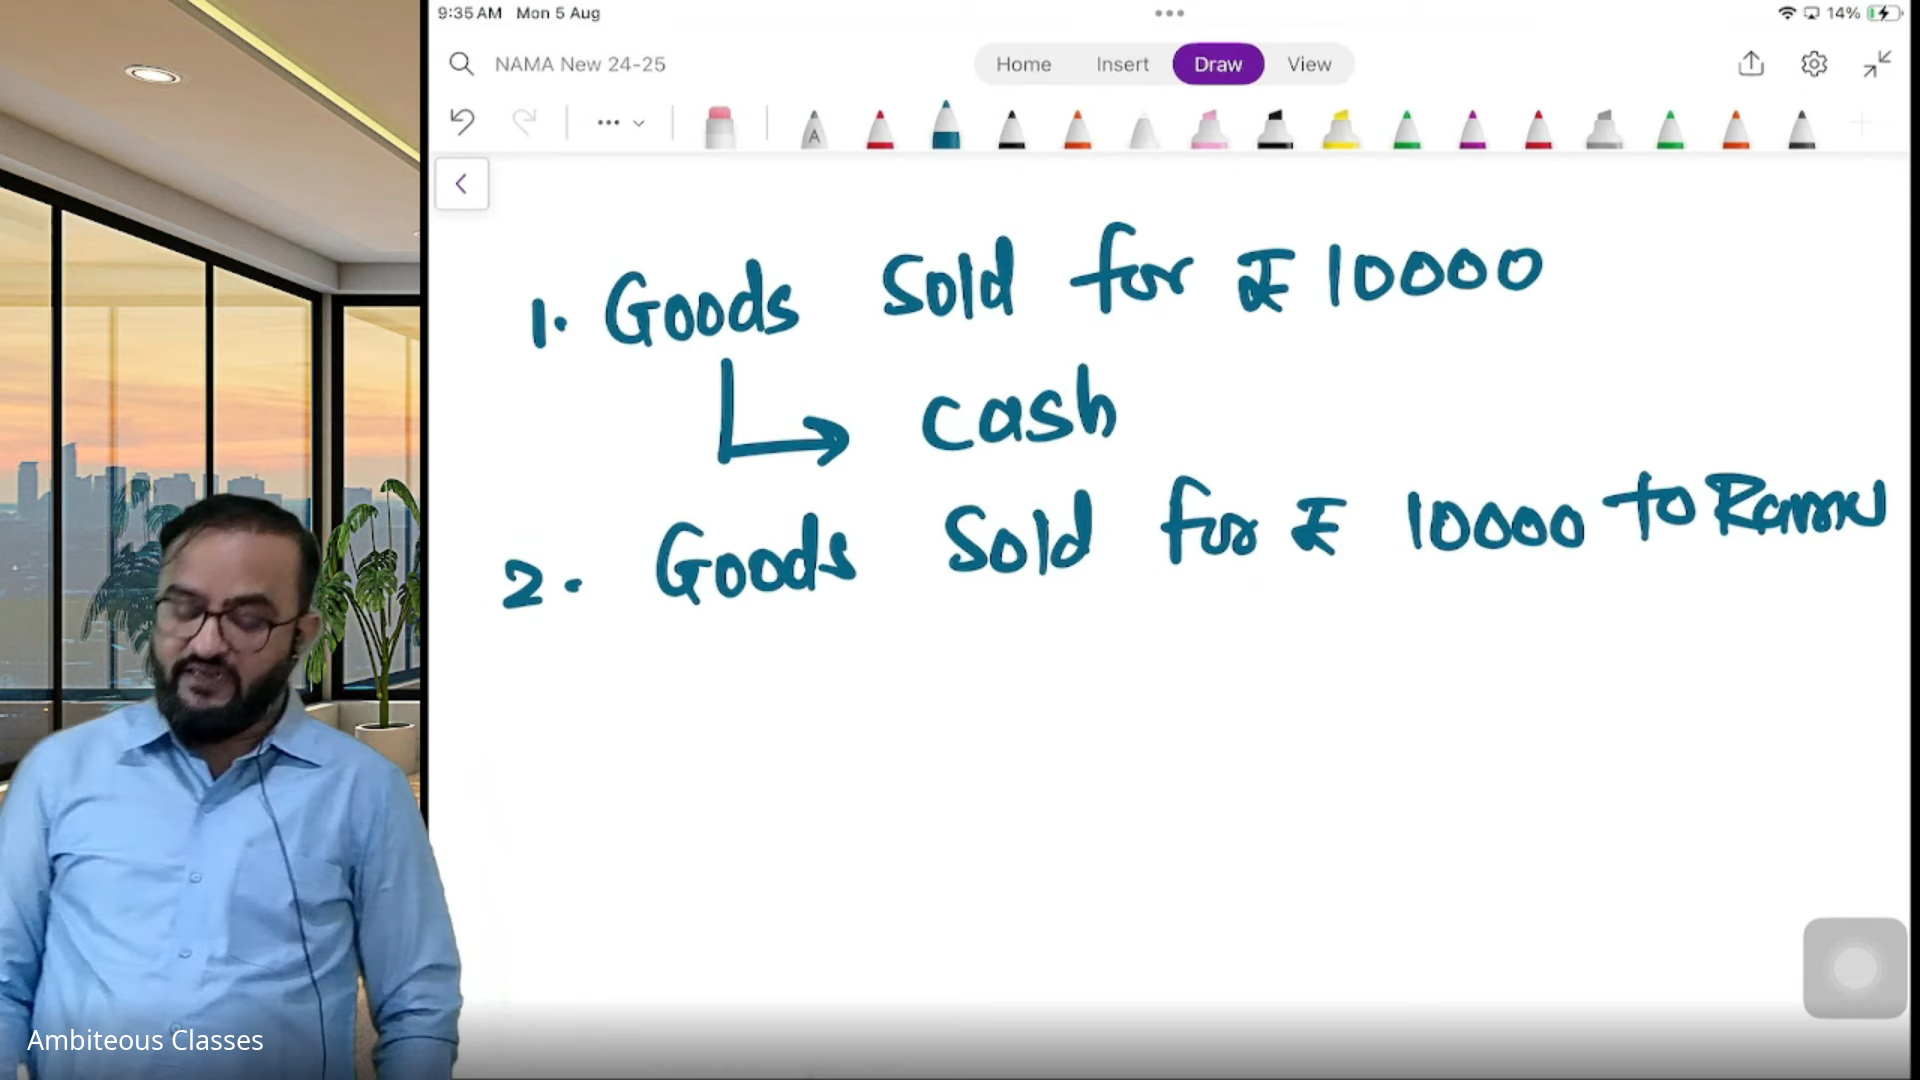 9:35 AM Mon 5 Aug
14%
NAMA New 24-25
Home Insert Draw View
A
1. Goods Sold for ₹ 10000
cash
2. Goods Sold for ₹ 10000 to Ramu
Ambiteous Classes